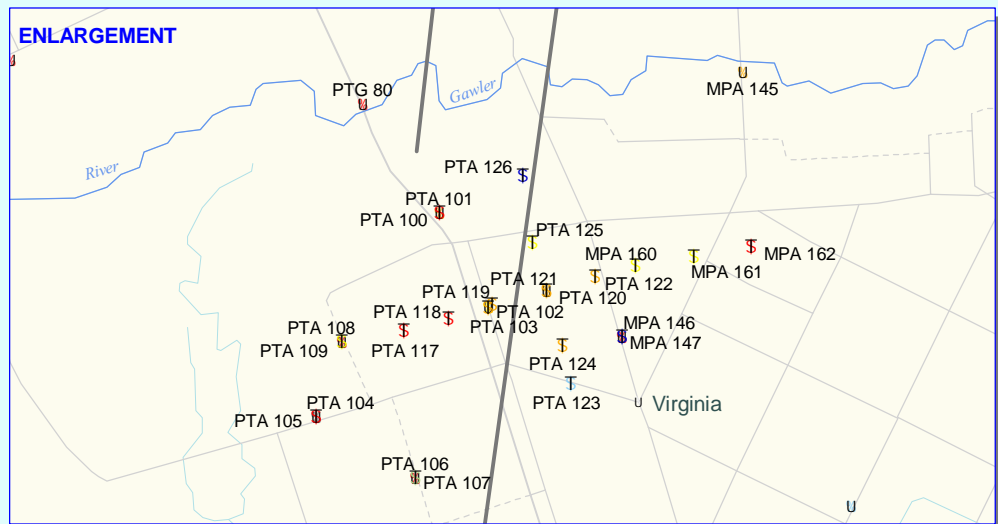 ENLARGEMENT
PTG 80
Gawler
U
MPA 145
River
PTA 126
PTA 101
PTA 100
PTA 125
MPA 160
MPA 162
MPA 161
PTA 121
PTA 122
PTA 119
PTA 120
PTA 118
PTA 102
PTA 103
MPA 146
PTA 108
MPA 147
PTA 109
PTA 117
PTA 124
PTA 123
U
Virginia
PTA 104
PTA 105
PTA 106
PTA 107
U